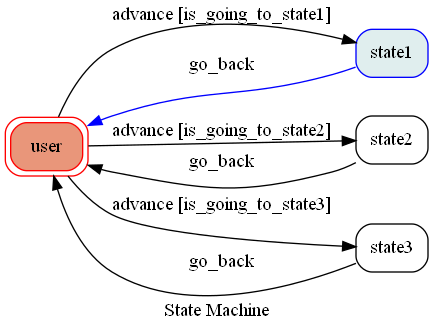 advance [is_going_to_state1]
state1
go_back
advance [is_going_to_state2]
user
state2
go_back
advance [is_going_to_state3]
state3
go_back
State Machine